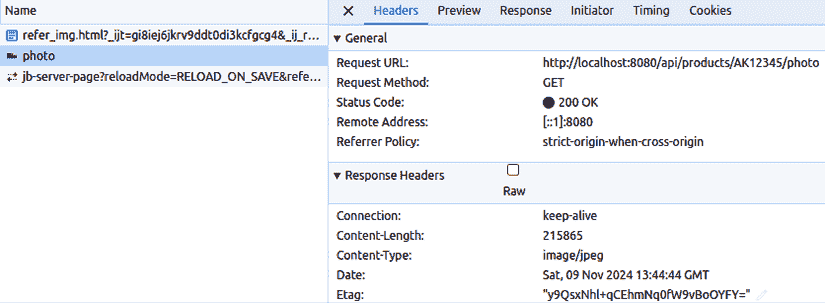 Name
refer_img.html?_ijt=gi8iej6jkrv9ddt0di3kcfgcg4&_ij_r...
photo
jb-server-page?reloadMode=RELOAD_ON_SAVE&refe...
Headers Preview Response Initiator Timing Cookies
General
Request URL: http://localhost:8080/api/products/AK12345/photo
Request Method: GET
Status Code: 200 OK
Remote Address: [::1]:8080
Referrer Policy: strict-origin-when-cross-origin
Response Headers
Raw
Connection: keep-alive
Content-Length: 215865
Content-Type: image/jpeg
Date: Sat, 09 Nov 2024 13:44:44 GMT
Etag: "y9QsxNhl+qCEhmNq0fW9vBoOYFY="